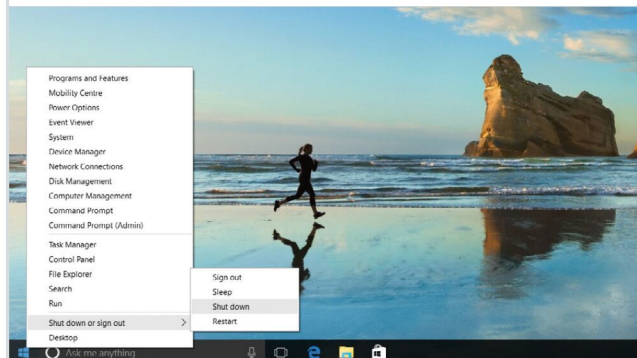 Programs and Features
Mobility Centre
Power Options
Event Viewer
System
Device Manager
Network Connections
Disk Management
Computer Management
Command Prompt
Command Prompt (Admin)
Task Manager
Control Panel
File Explorer
Search
Run
Shut down or sign out
Desktop
Sign out
Sleep
Shut down
Restart
Ask me anything